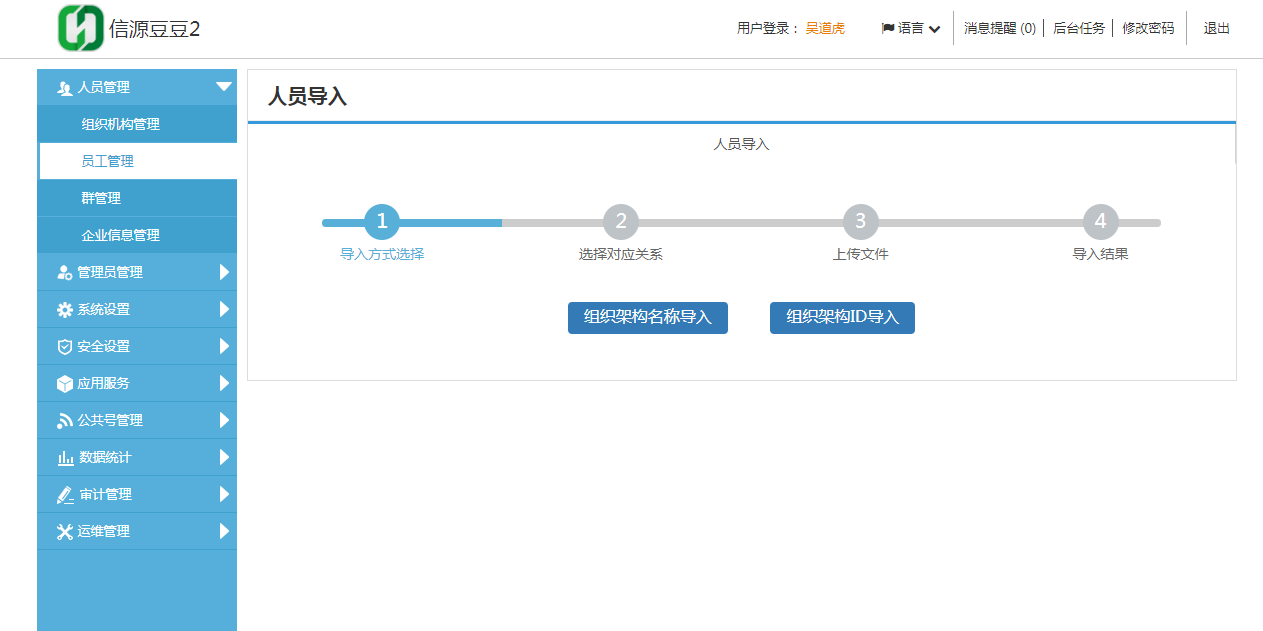 信源豆豆2
用户登录： 吴道虎 语言 消息提醒 (0) 后台任务 修改密码 退出
人员管理
组织机构管理
员工管理
群管理
企业信息管理
管理员管理
系统设置
安全设置
应用服务
公共号管理
数据统计
审计管理
运维管理
人员导入
人员导入
1 2 3 4
导入方式选择 选择对应关系 上传文件 导入结果
组织架构名称导入 组织架构ID导入